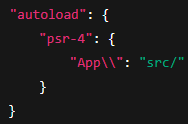 "autoload": {
"psr-4": {
"App\\": "src/"
}
}